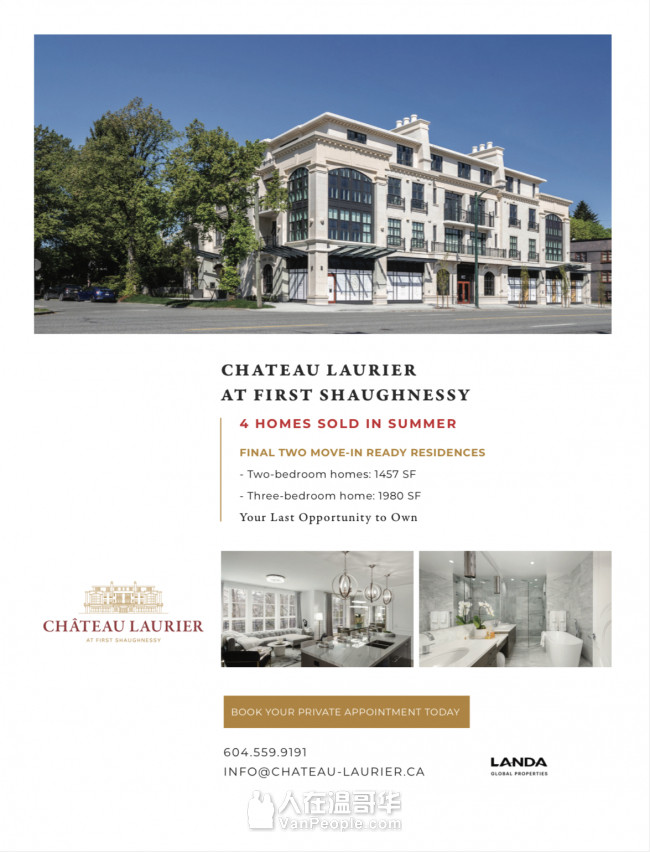 CHATEAU LAURIER
AT FIRST SHAUGHNESSY
4 HOMES SOLD IN SUMMER
FINAL TWO MOVE-IN READY RESIDENCES
- Two-bedroom homes: 1457 SF
- Three-bedroom home: 1980 SF
Your Last Opportunity to Own
CHÂTEAU LAURIER
AT FIRST SHAUGHNESSY
BOOK YOUR PRIVATE APPOINTMENT TODAY
604.559.9191
INFO@CHATEAU-LAURIER.CA
LANDA
GLOBAL PROPERTIES
人在温哥华
VanPeople.com